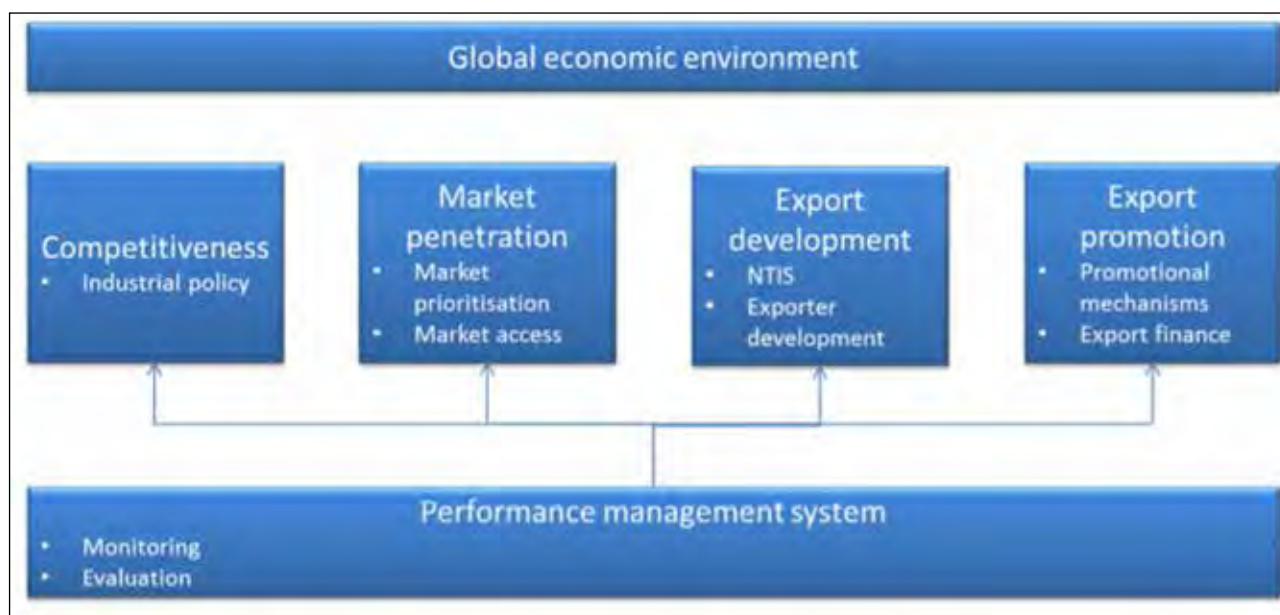 Global economic environment
Competitiveness
• Industrial policy
Market
penetration
• Market
prioritisation
• Market access
Export
development
• NTIS
• Exporter
development
Export
promotion
• Promotional
mechanisms
• Export finance
Performance management system
• Monitoring
• Evaluation